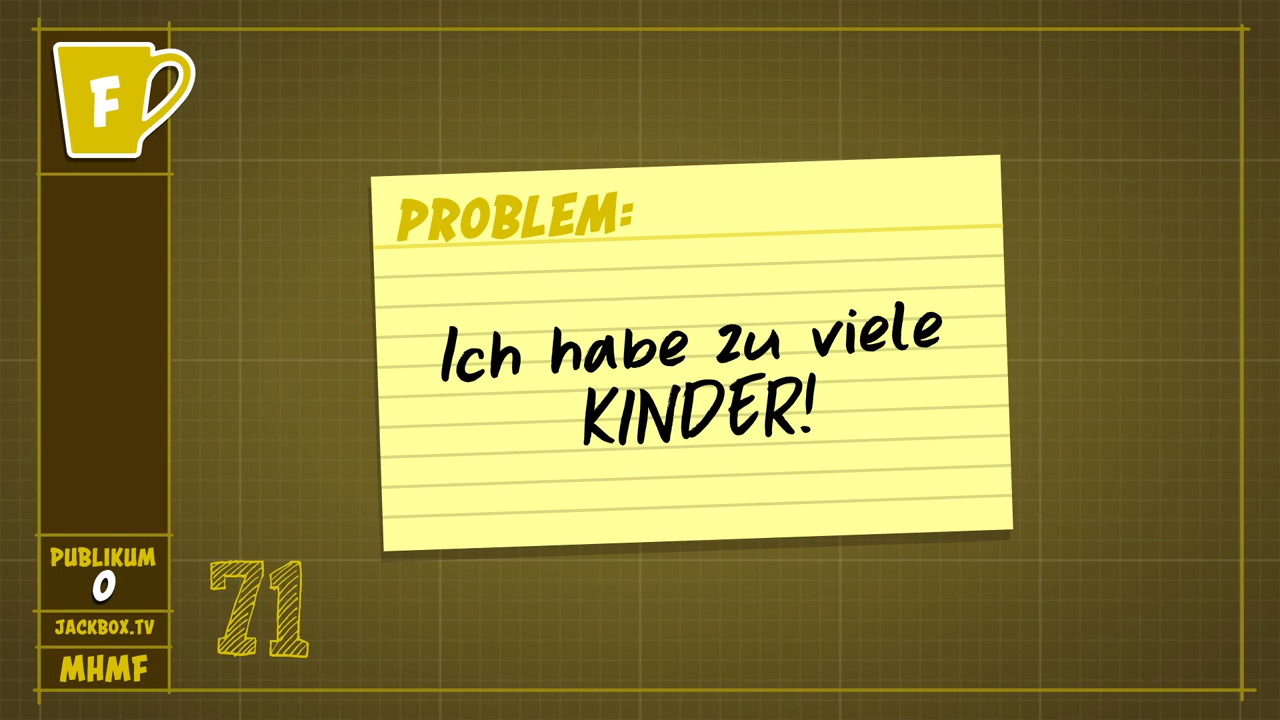 F
PROBLEM:
Ich habe zu viele
KINDER!
PUBLIKUM
0
JACKBOX.TV
MHMF
71